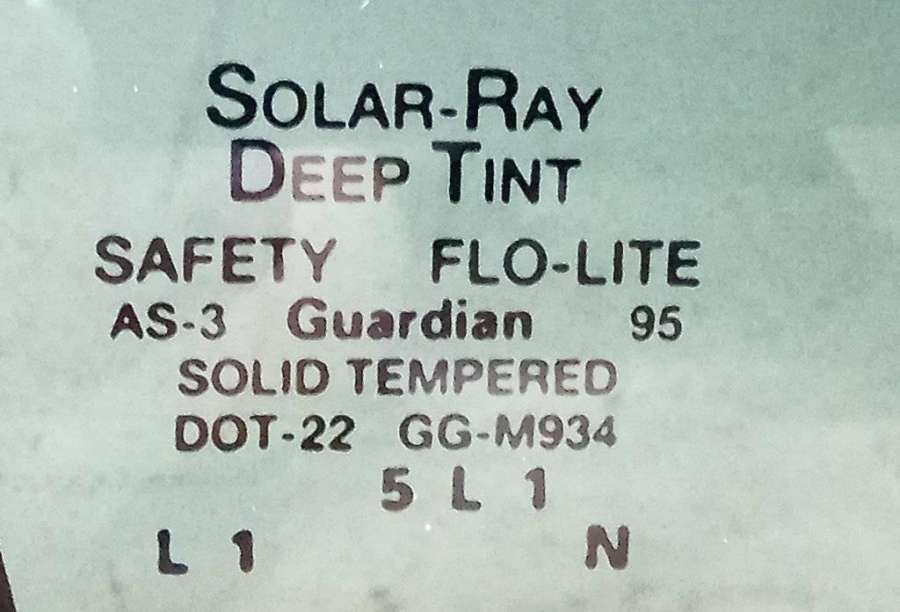 SOLAR-RAY
DEEP TINT
SAFETY FLO-LITE
AS-3 Guardian 95
SOLID TEMPERED
DOT-22 GG-M934
5 L 1
L 1 N